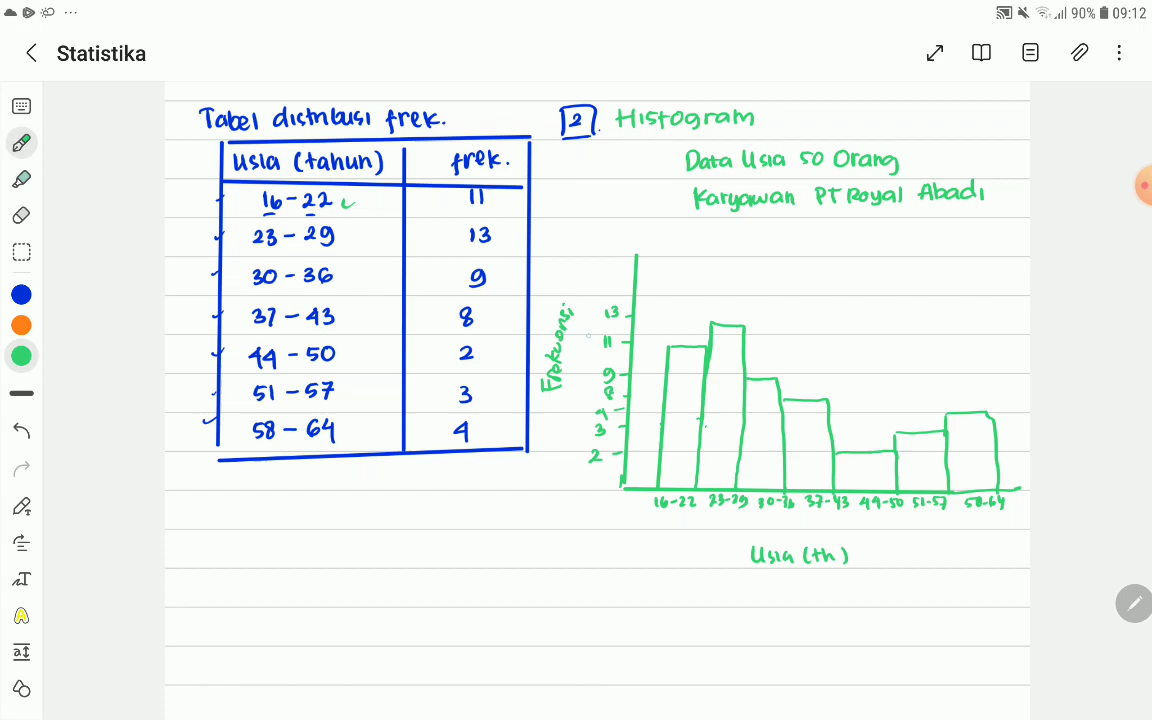 90% 09:12
Statistika
Tabel distribusi frek.
Usia (tahun) frek.
16-22 11
23-29 13
30-36 9
37-43 8
44-50 2
51-57 3
58-64 4
2. Histogram
Data Usia 50 Orang
Karyawan PT Royal Abadi
Frekuensi
13
11
9
8
4
3
2
16-22 23-29 30-36 37-43 44-50 51-57 58-64
Usia (th)